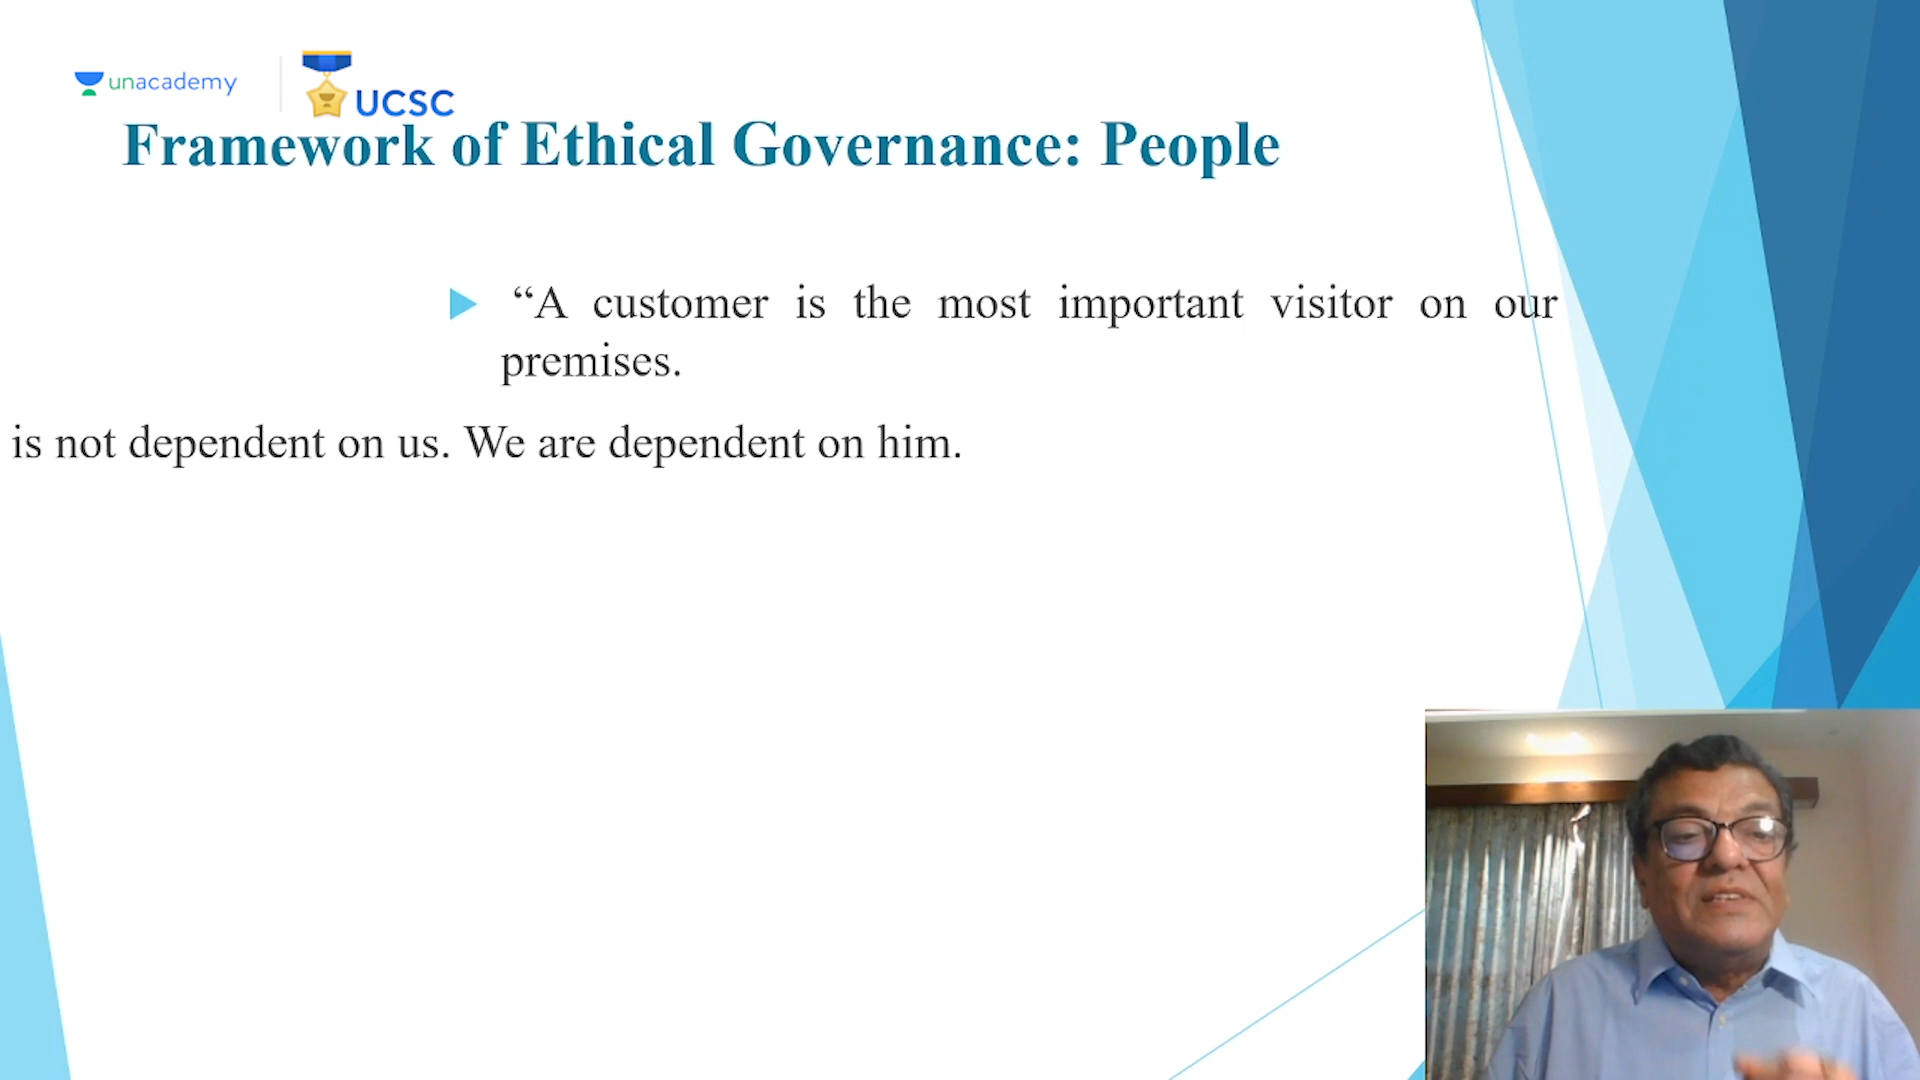 unacademy
UCSC
Framework of Ethical Governance: People
“A customer is the most important visitor on our
premises.
is not dependent on us. We are dependent on him.